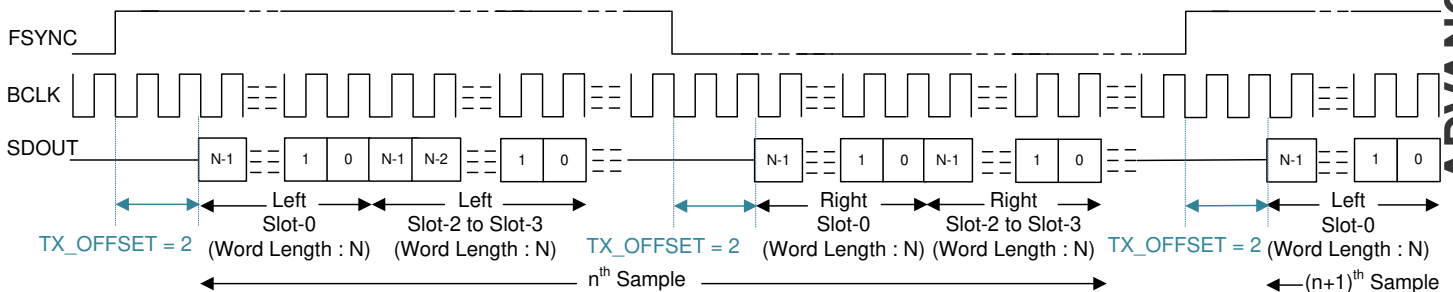 FSYNC
BCLK
SDOUT
N-1 1 0 N-1 N-2 1 0 N-1 1 0 N-1 1 0 N-1 1 0
Left Left Right Right Left
Slot-0 Slot-2 to Slot-3 Slot-0 Slot-2 to Slot-3 Slot-0
TX_OFFSET = 2 (Word Length : N) (Word Length : N) TX_OFFSET = 2 (Word Length : N) (Word Length : N) TX_OFFSET = 2 (Word Length : N)
nth Sample (n+1)th Sample